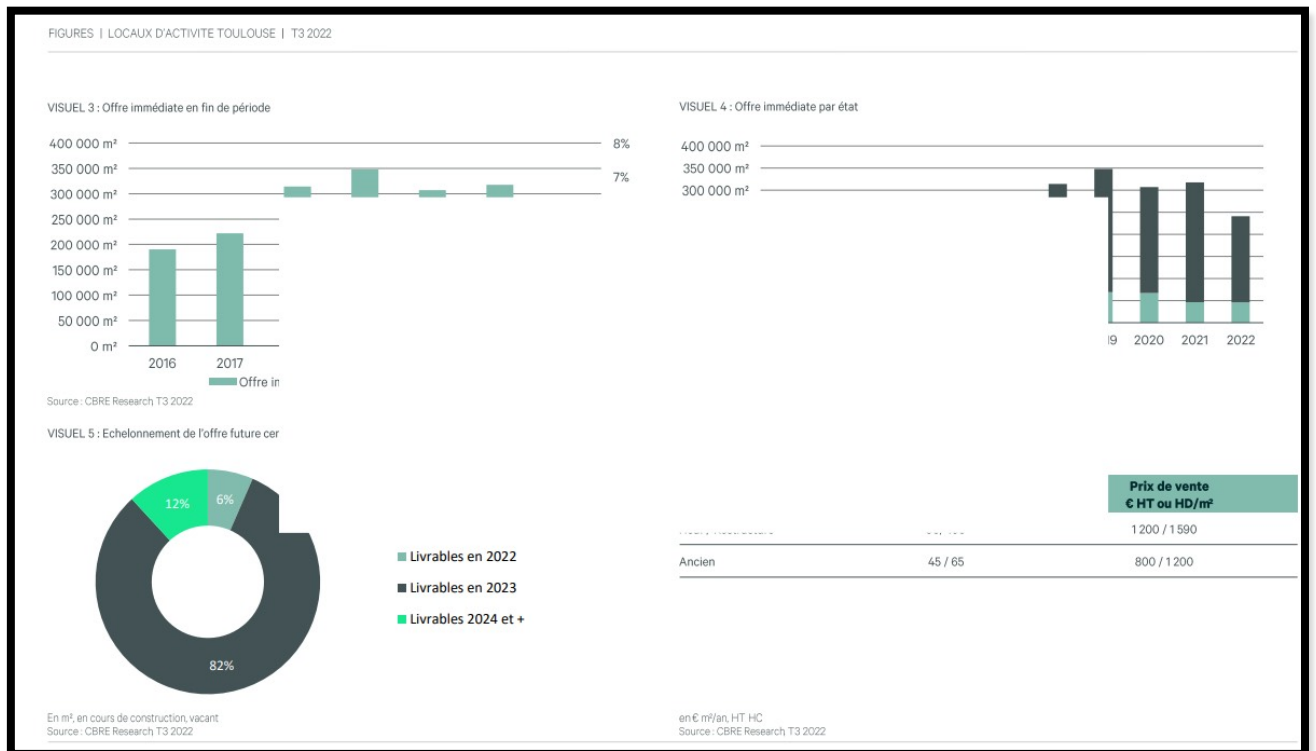 FIGURES | LOCAUX D'ACTIVITE TOULOUSE | T3 2022
VISUEL 3 : Offre immédiate en fin de période
400 000 m²
350 000 m²
300 000 m²
250 000 m²
200 000 m²
150 000 m²
100 000 m²
50 000 m²
0 m²
8%
7%
2016 2017
Offre
Source : CBRE Research, T3 2022
VISUEL 4 : Offre immédiate par état
400 000 m²
350 000 m²
300 000 m²
19 2020 2021 2022
VISUEL 5 : Echelonnement de l'offre future
12% 6%
82%
Livrables en 2022
Livrables en 2023
Livrables 2024 et +
En m², en cours de construction, vacant
Source : CBRE Research, T3 2022
Prix de vente
€ HT ou HD/m²
1 200 / 1 590
Ancien 45 / 65 800 / 1 200
en € m²/an, HT HC
Source : CBRE Research, T3 2022